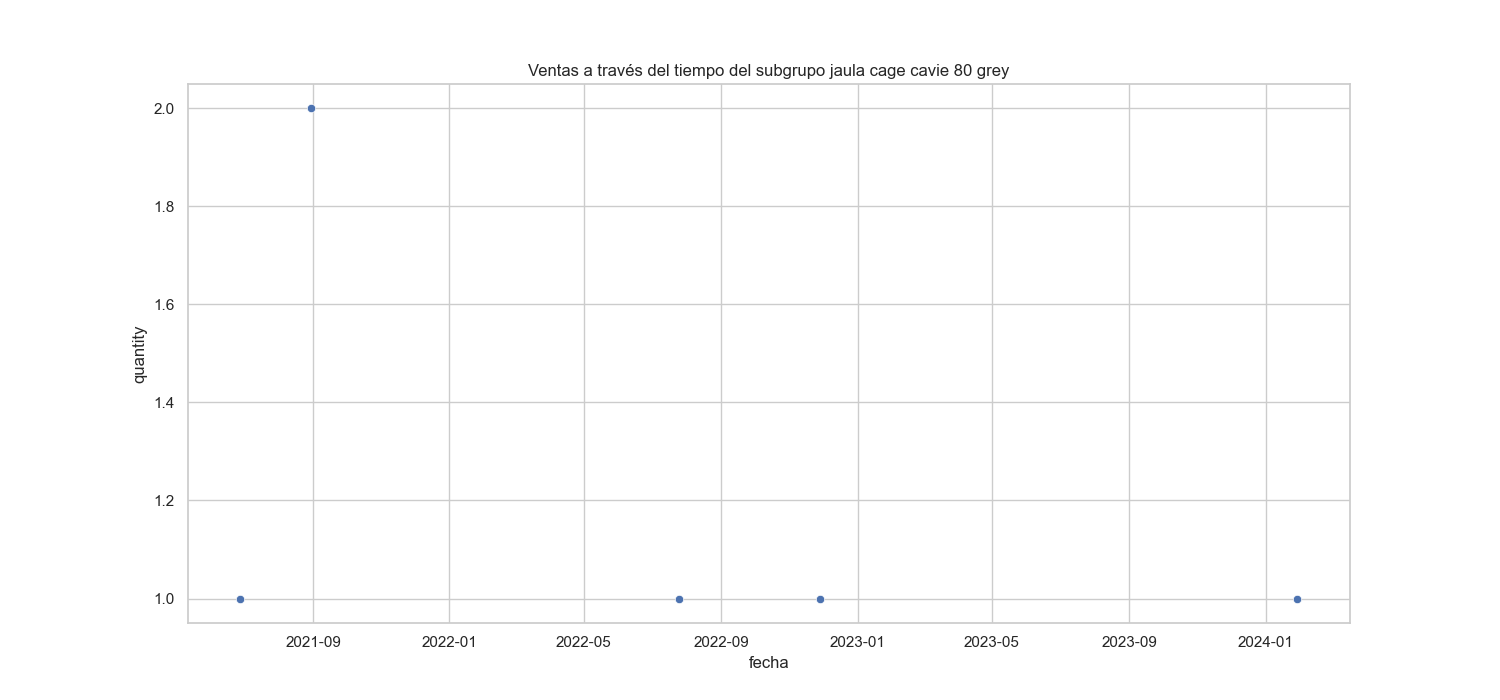 Ventas a través del tiempo del subgrupo jaula cage cavie 80 grey
2.0
1.8
1.6
1.4
1.2
1.0
quantity
2021-09 2022-01 2022-05 2022-09 2023-01 2023-05 2023-09 2024-01
fecha